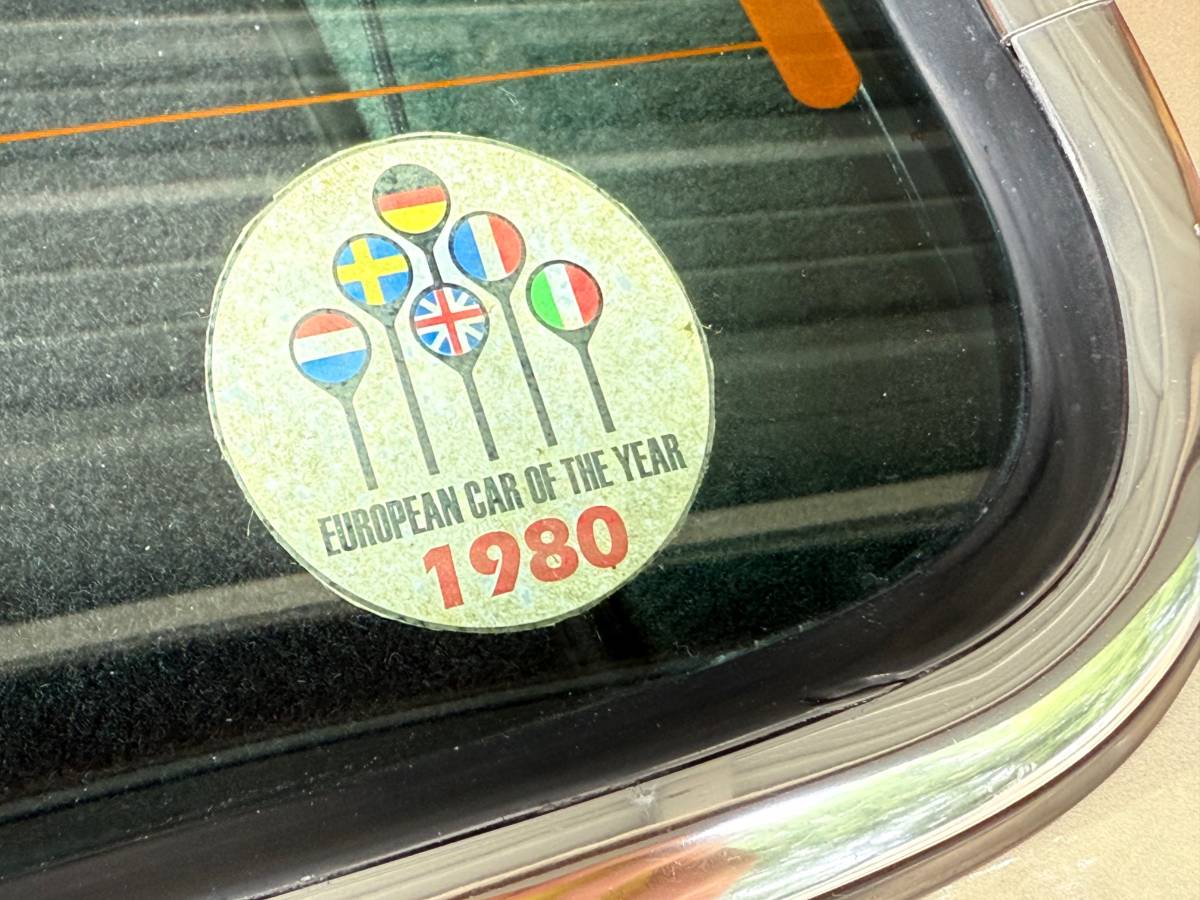 EUROPEAN CAR OF THE YEAR
1980